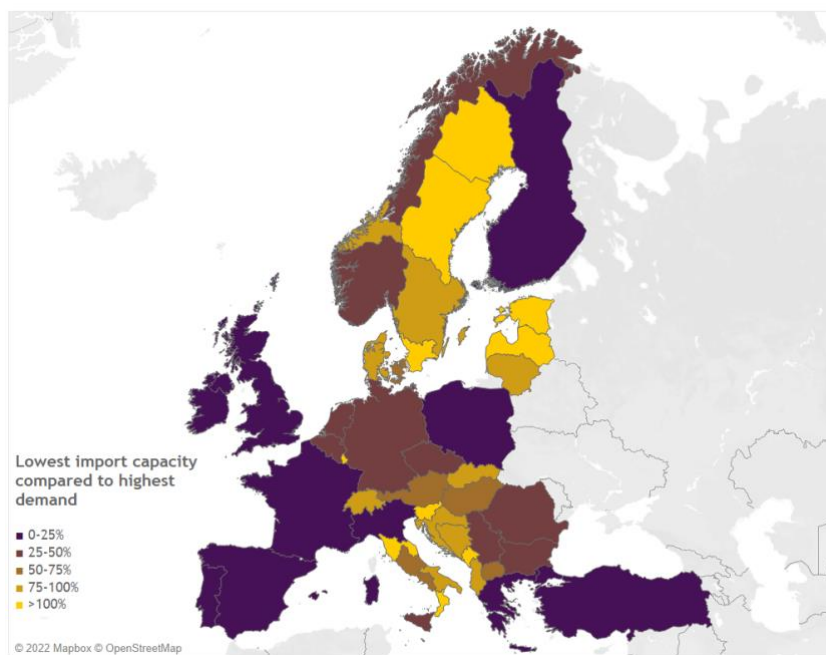 Lowest import capacity
compared to highest
demand
0-25%
25-50%
50-75%
75-100%
>100%
© 2022 Mapbox © OpenStreetMap